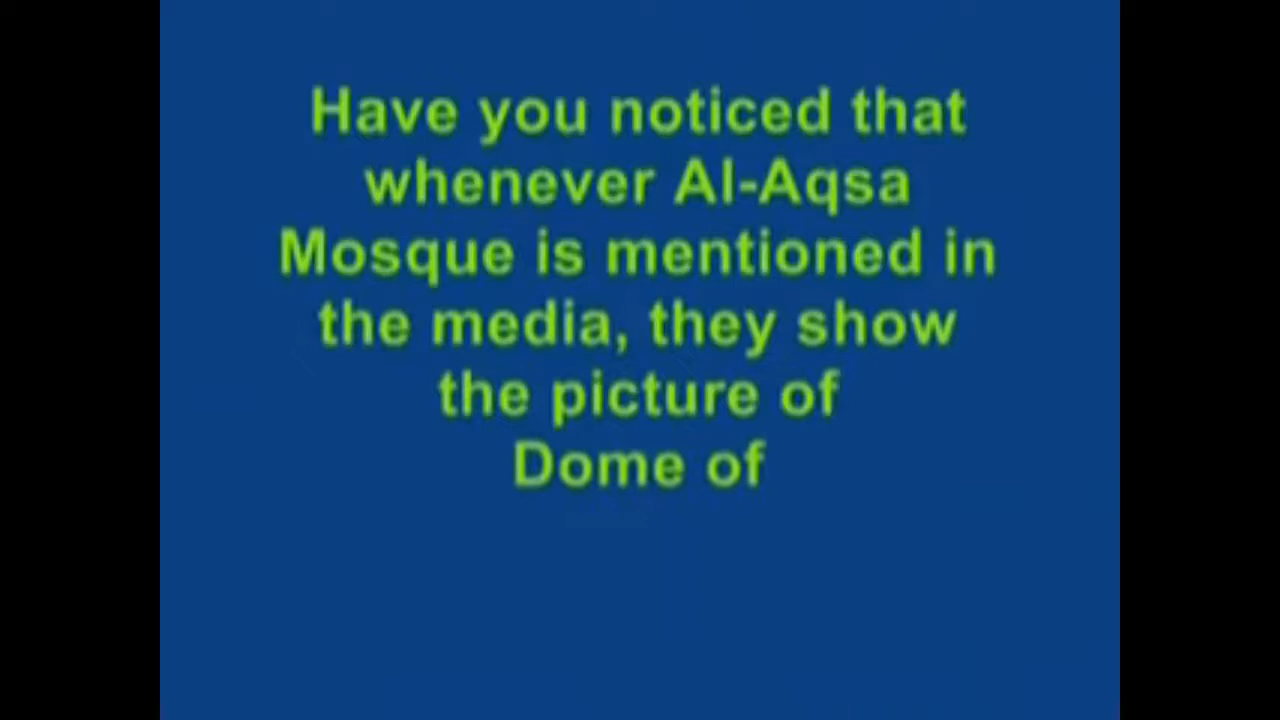 Have you noticed that
whenever Al-Aqsa
Mosque is mentioned in
the media, they show
the picture of
Dome of